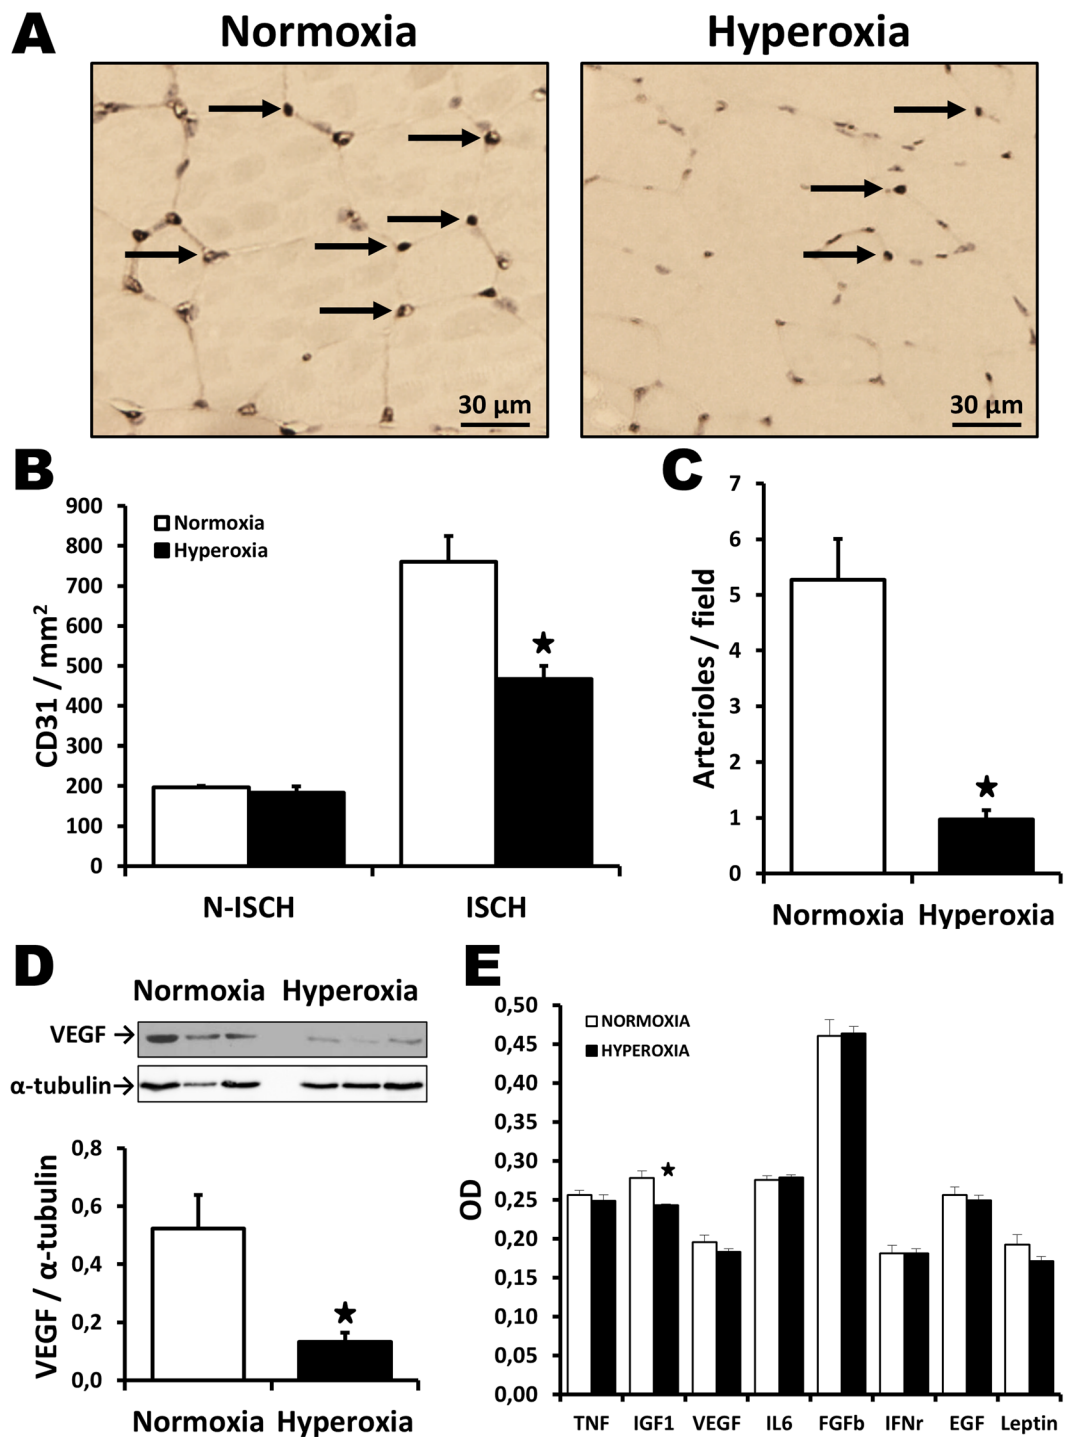 A
Normoxia
Hyperoxia
30 μm
30 μm
B
900
800
700
600
500
400
300
200
100
0
CD31 / mm²
Normoxia
Hyperoxia
N-ISCH
ISCH
C
7
6
5
4
3
2
1
0
Arterioles / field
Normoxia
Hyperoxia
D
Normoxia
Hyperoxia
VEGF
α-tubulin
0,8
0,6
0,4
0,2
0,0
VEGF / α-tubulin
Normoxia
Hyperoxia
E
0,50
0,45
0,40
0,35
0,30
0,25
0,20
0,15
0,10
0,05
0,00
OD
NORMOXIA
HYPEROXIA
TNF
IGF1
VEGF
IL6
FGFb
IFNr
EGF
Leptin